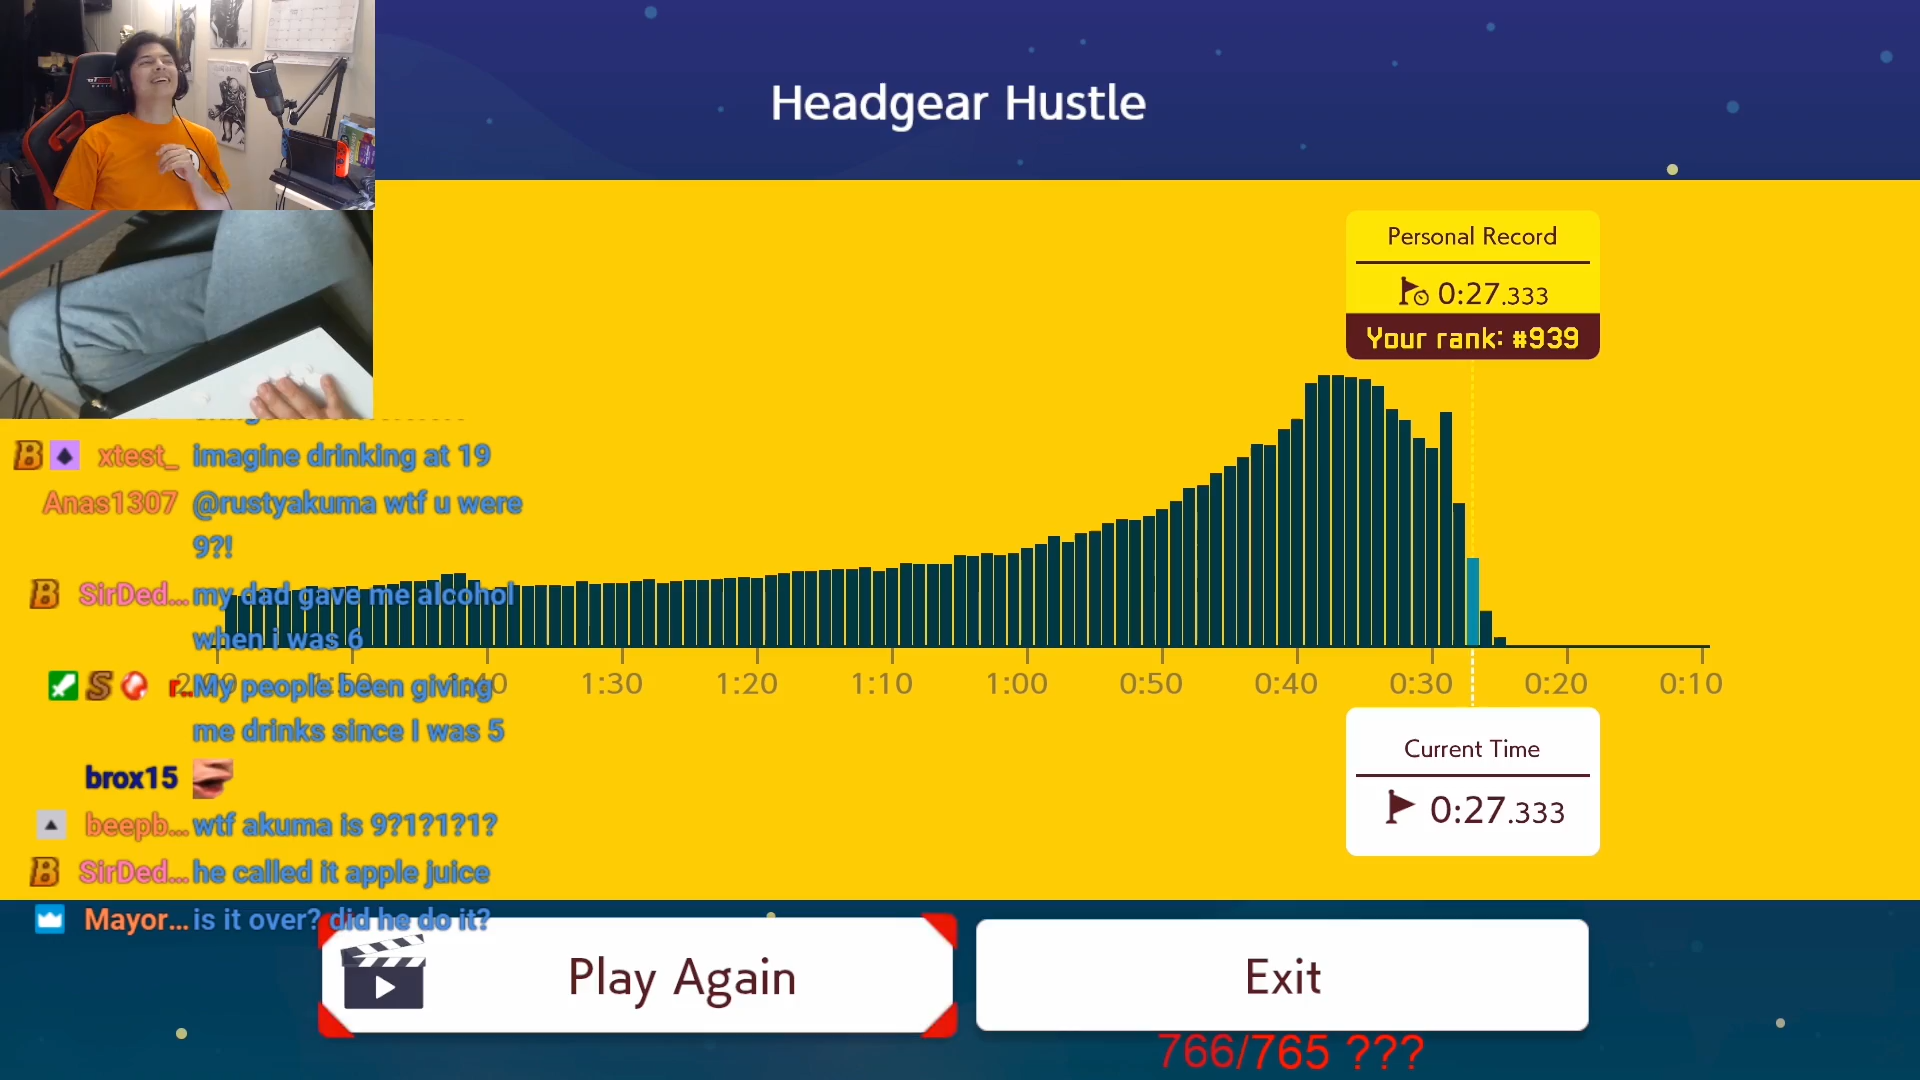 Headgear Hustle
Personal Record
0:27.333
Your rank: #939
xtest_ imagine drinking at 19
Anas1307 @rustyakuma wtf u were
9?!
SirDed... my dad gave me alcohol
when i was 6
r... My people been giving
me drinks since I was 5
brox15
beepb... wtf akuma is 9?1?1?1?
SirDed... he called it apple juice
Mayor... is it over? did he do it?
1:30 1:20 1:10 1:00 0:50 0:40 0:30 0:20 0:10
Current Time
0:27.333
Play Again
Exit
766/765 ???